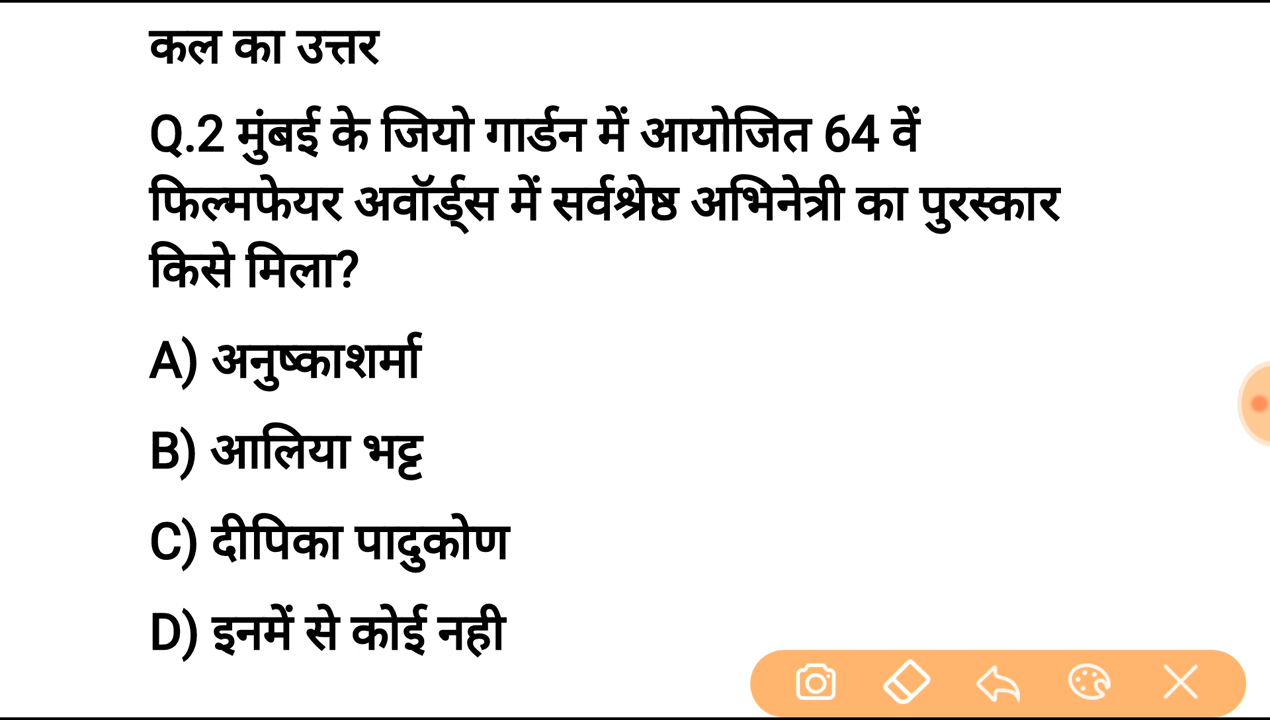 कल का उत्तर
Q.2 मुंबई के जियो गार्डन में आयोजित 64 वें
फिल्मफेयर अवॉर्ड्स में सर्वश्रेष्ठ अभिनेत्री का पुरस्कार
किसे मिला?
A) अनुष्काशर्मा
B) आलिया भट्ट
C) दीपिका पादुकोण
D) इनमें से कोई नही